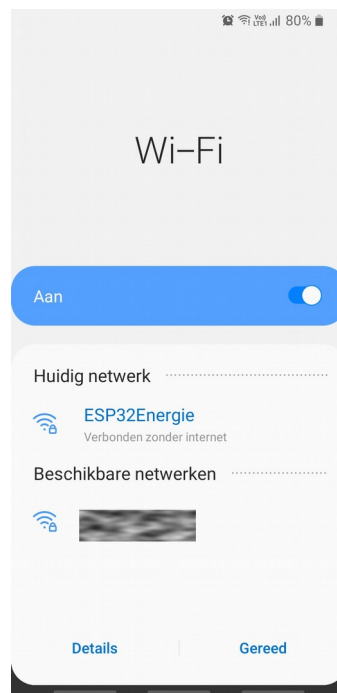 80%
Wi-Fi
Aan
Huidig netwerk
ESP32Energie
Verbonden zonder internet
Beschikbare netwerken
Details
Gereed